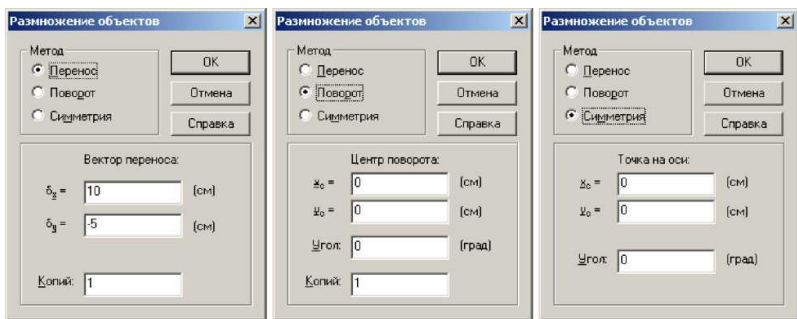 Размножение объектов
Метод
Перенос
Поворот
Симметрия
OK
Отмена
Справка
Вектор переноса:
δx = 10 (см)
δy = -5 (см)
Копий: 1
Размножение объектов
Метод
Перенос
Поворот
Симметрия
OK
Отмена
Справка
Центр поворота:
x₀ = 0 (см)
y₀ = 0 (см)
Угол: 0 (град)
Копий: 1
Размножение объектов
Метод
Перенос
Поворот
Симметрия
OK
Отмена
Справка
Точка на оси:
x₀ = 0 (см)
y₀ = 0 (см)
Угол: 0 (град)